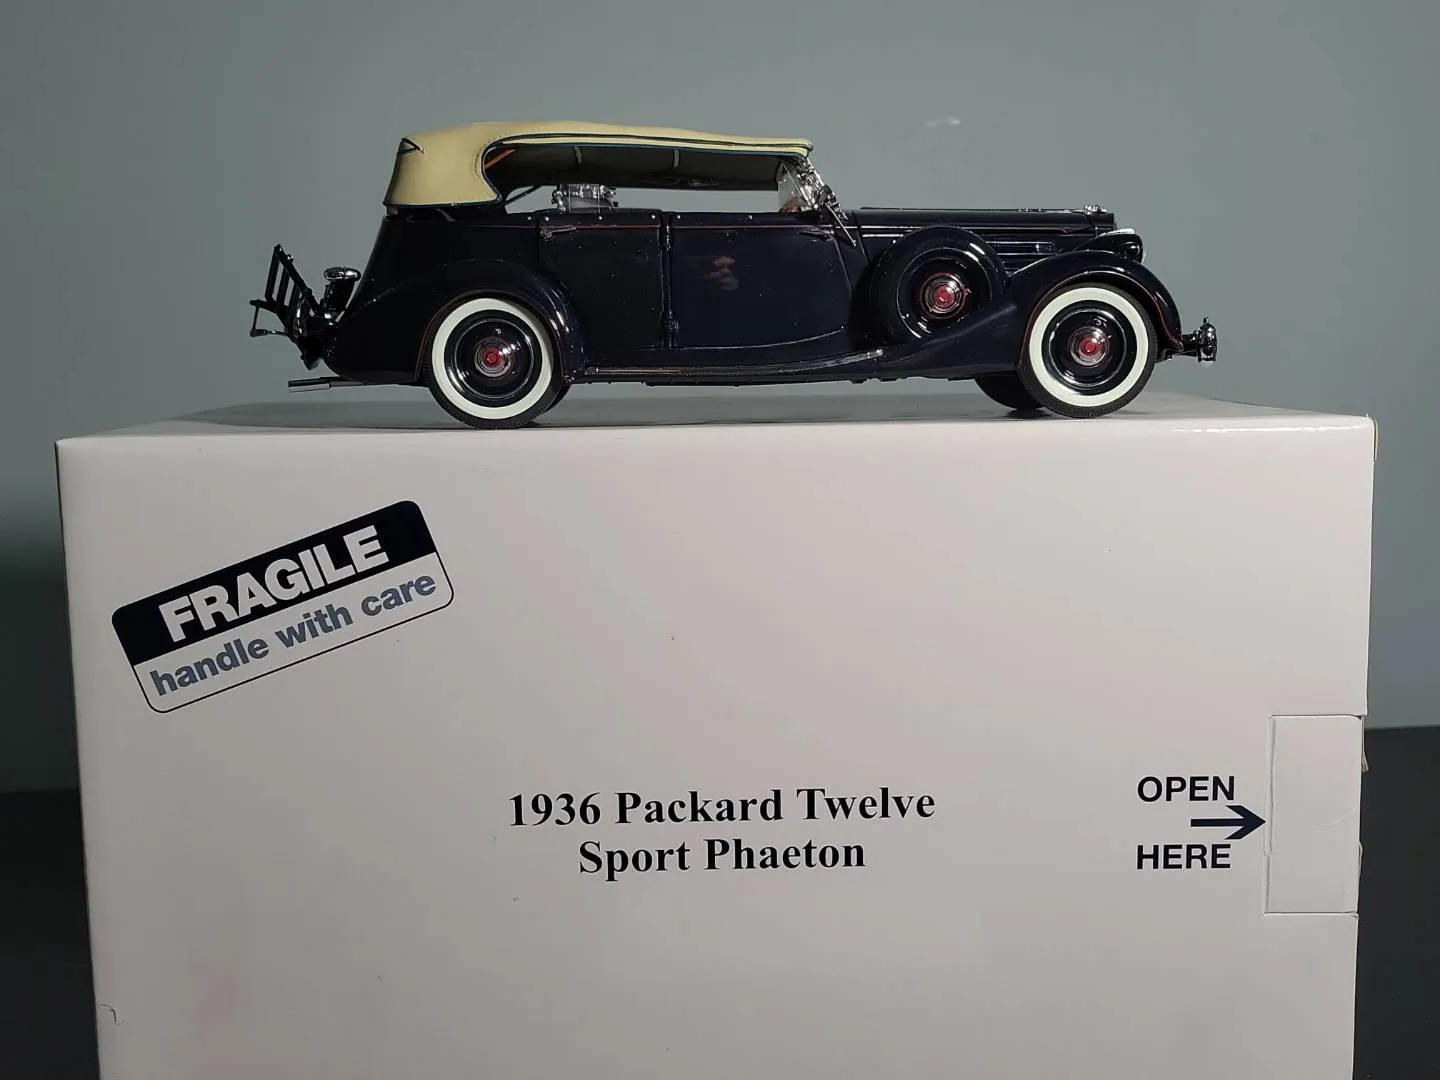 FRAGILE
handle with care
1936 Packard Twelve
Sport Phaeton
OPEN
HERE